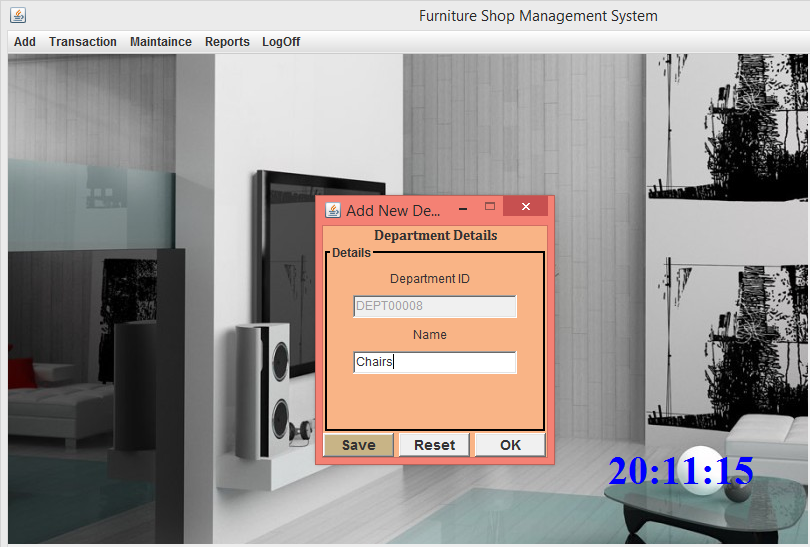 Furniture Shop Management System
Add Transaction Maintaince Reports LogOff
Add New De...
Department Details
Details
Department ID
DEPT00008
Name
Chairs
Save Reset OK
20:11:15